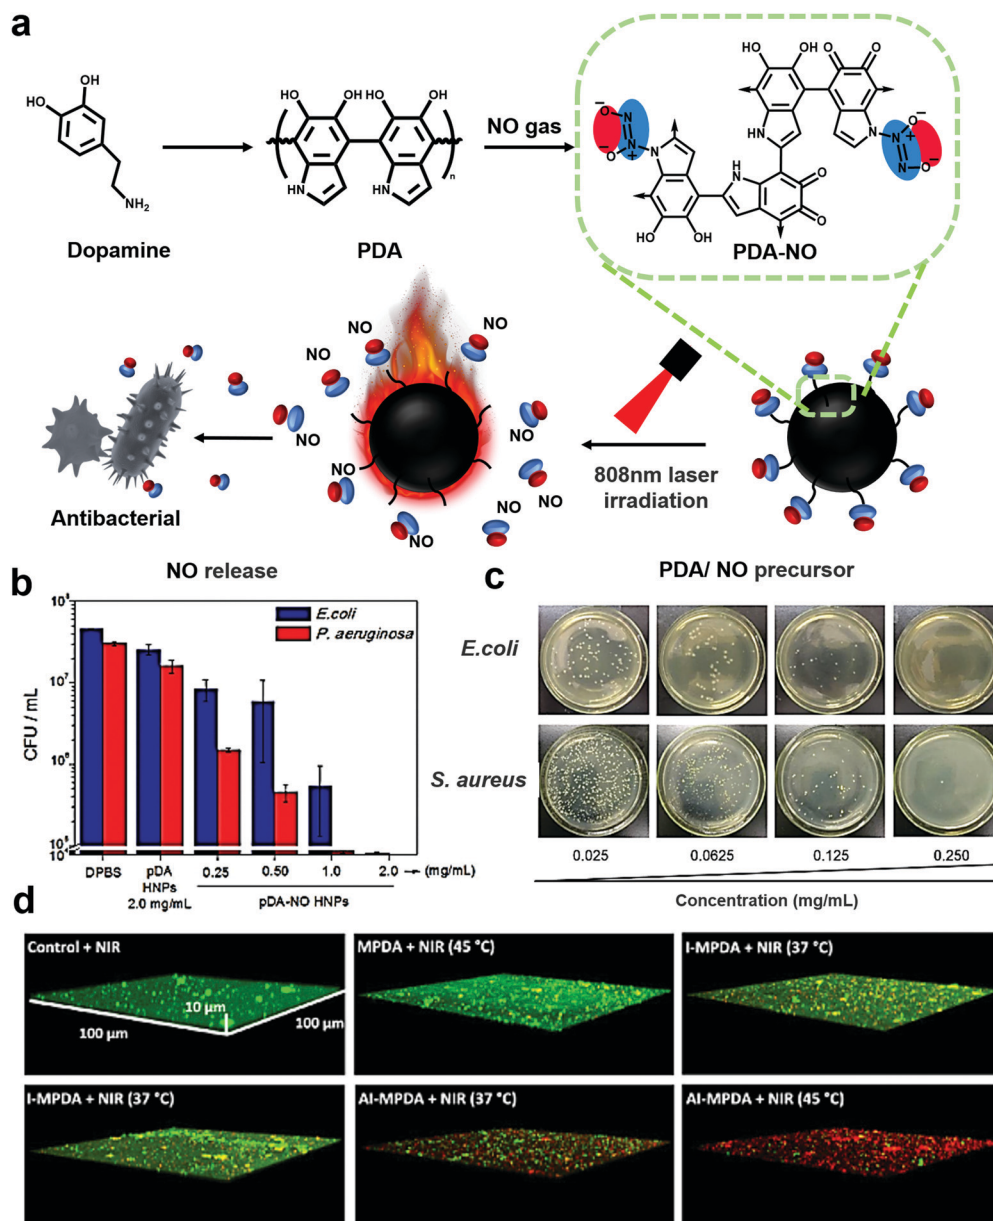 a
HO
OH
NH₂
Dopamine
OH HO OH HO
HN HN
n
PDA
NO gas
HO OH O O
HN
N
N
O
N
O
N
H
N
O
N
N
O
O
O
HO OH
PDA-NO
NO NO
NO
NO
NO
NO
NO
NO
NO
Antibacterial
808nm laser
irradiation
NO release
PDA/ NO precursor
b
CFU / mL
10⁸
10⁷
10⁶
10⁵
10⁴
E.coli
P. aeruginosa
DPBS
pDA
HNPs
2.0 mg/mL
0.25 0.50 1.0 2.0 (mg/mL)
pDA-NO HNPs
c
E.coli
S. aureus
0.025 0.0625 0.125 0.250
Concentration (mg/mL)
d
Control + NIR
10 µm
100 µm
100 µm
MPDA + NIR (45 °C)
I-MPDA + NIR (37 °C)
I-MPDA + NIR (37 °C)
AI-MPDA + NIR (37 °C)
AI-MPDA + NIR (45 °C)